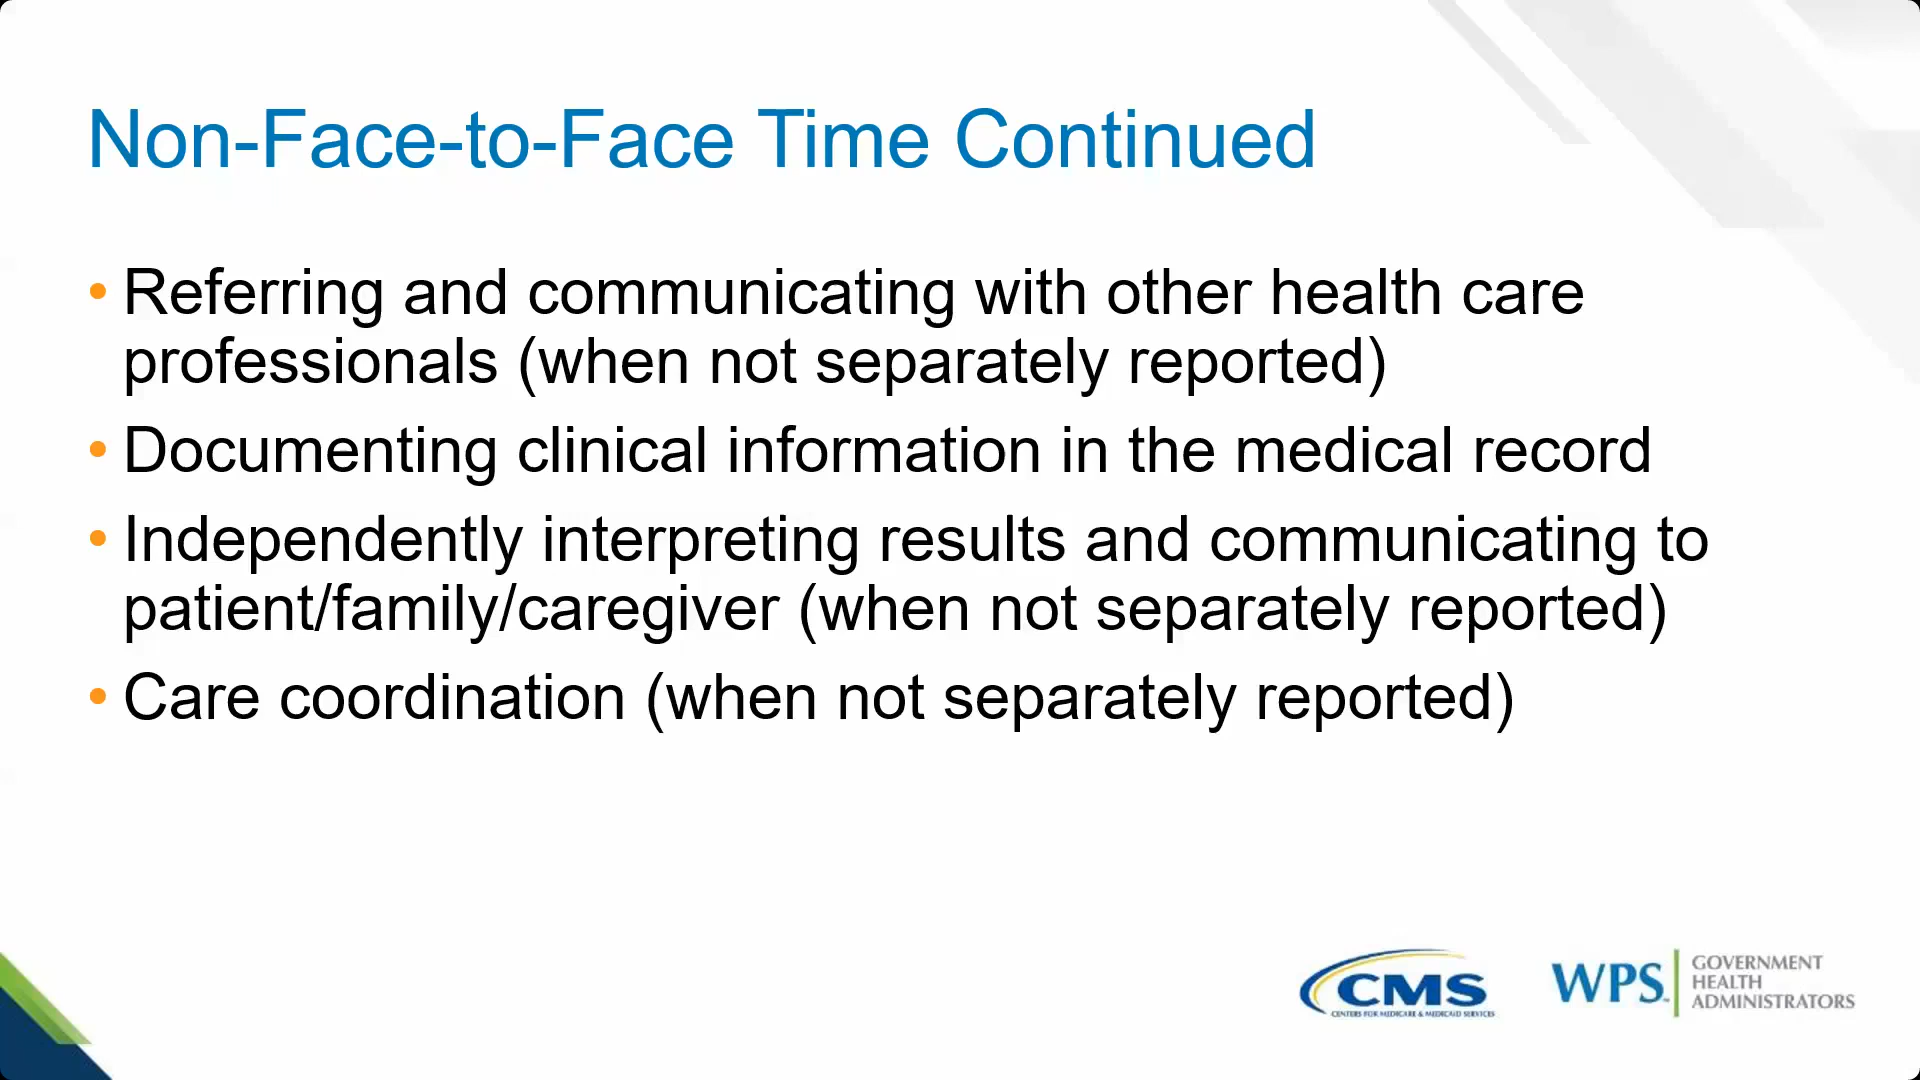 Non-Face-to-Face Time Continued
• Referring and communicating with other health care
professionals (when not separately reported)
• Documenting clinical information in the medical record
• Independently interpreting results and communicating to
patient/family/caregiver (when not separately reported)
• Care coordination (when not separately reported)
CMS
CENTERS FOR MEDICARE & MEDICAID SERVICES
WPS™
GOVERNMENT
HEALTH
ADMINISTRATORS